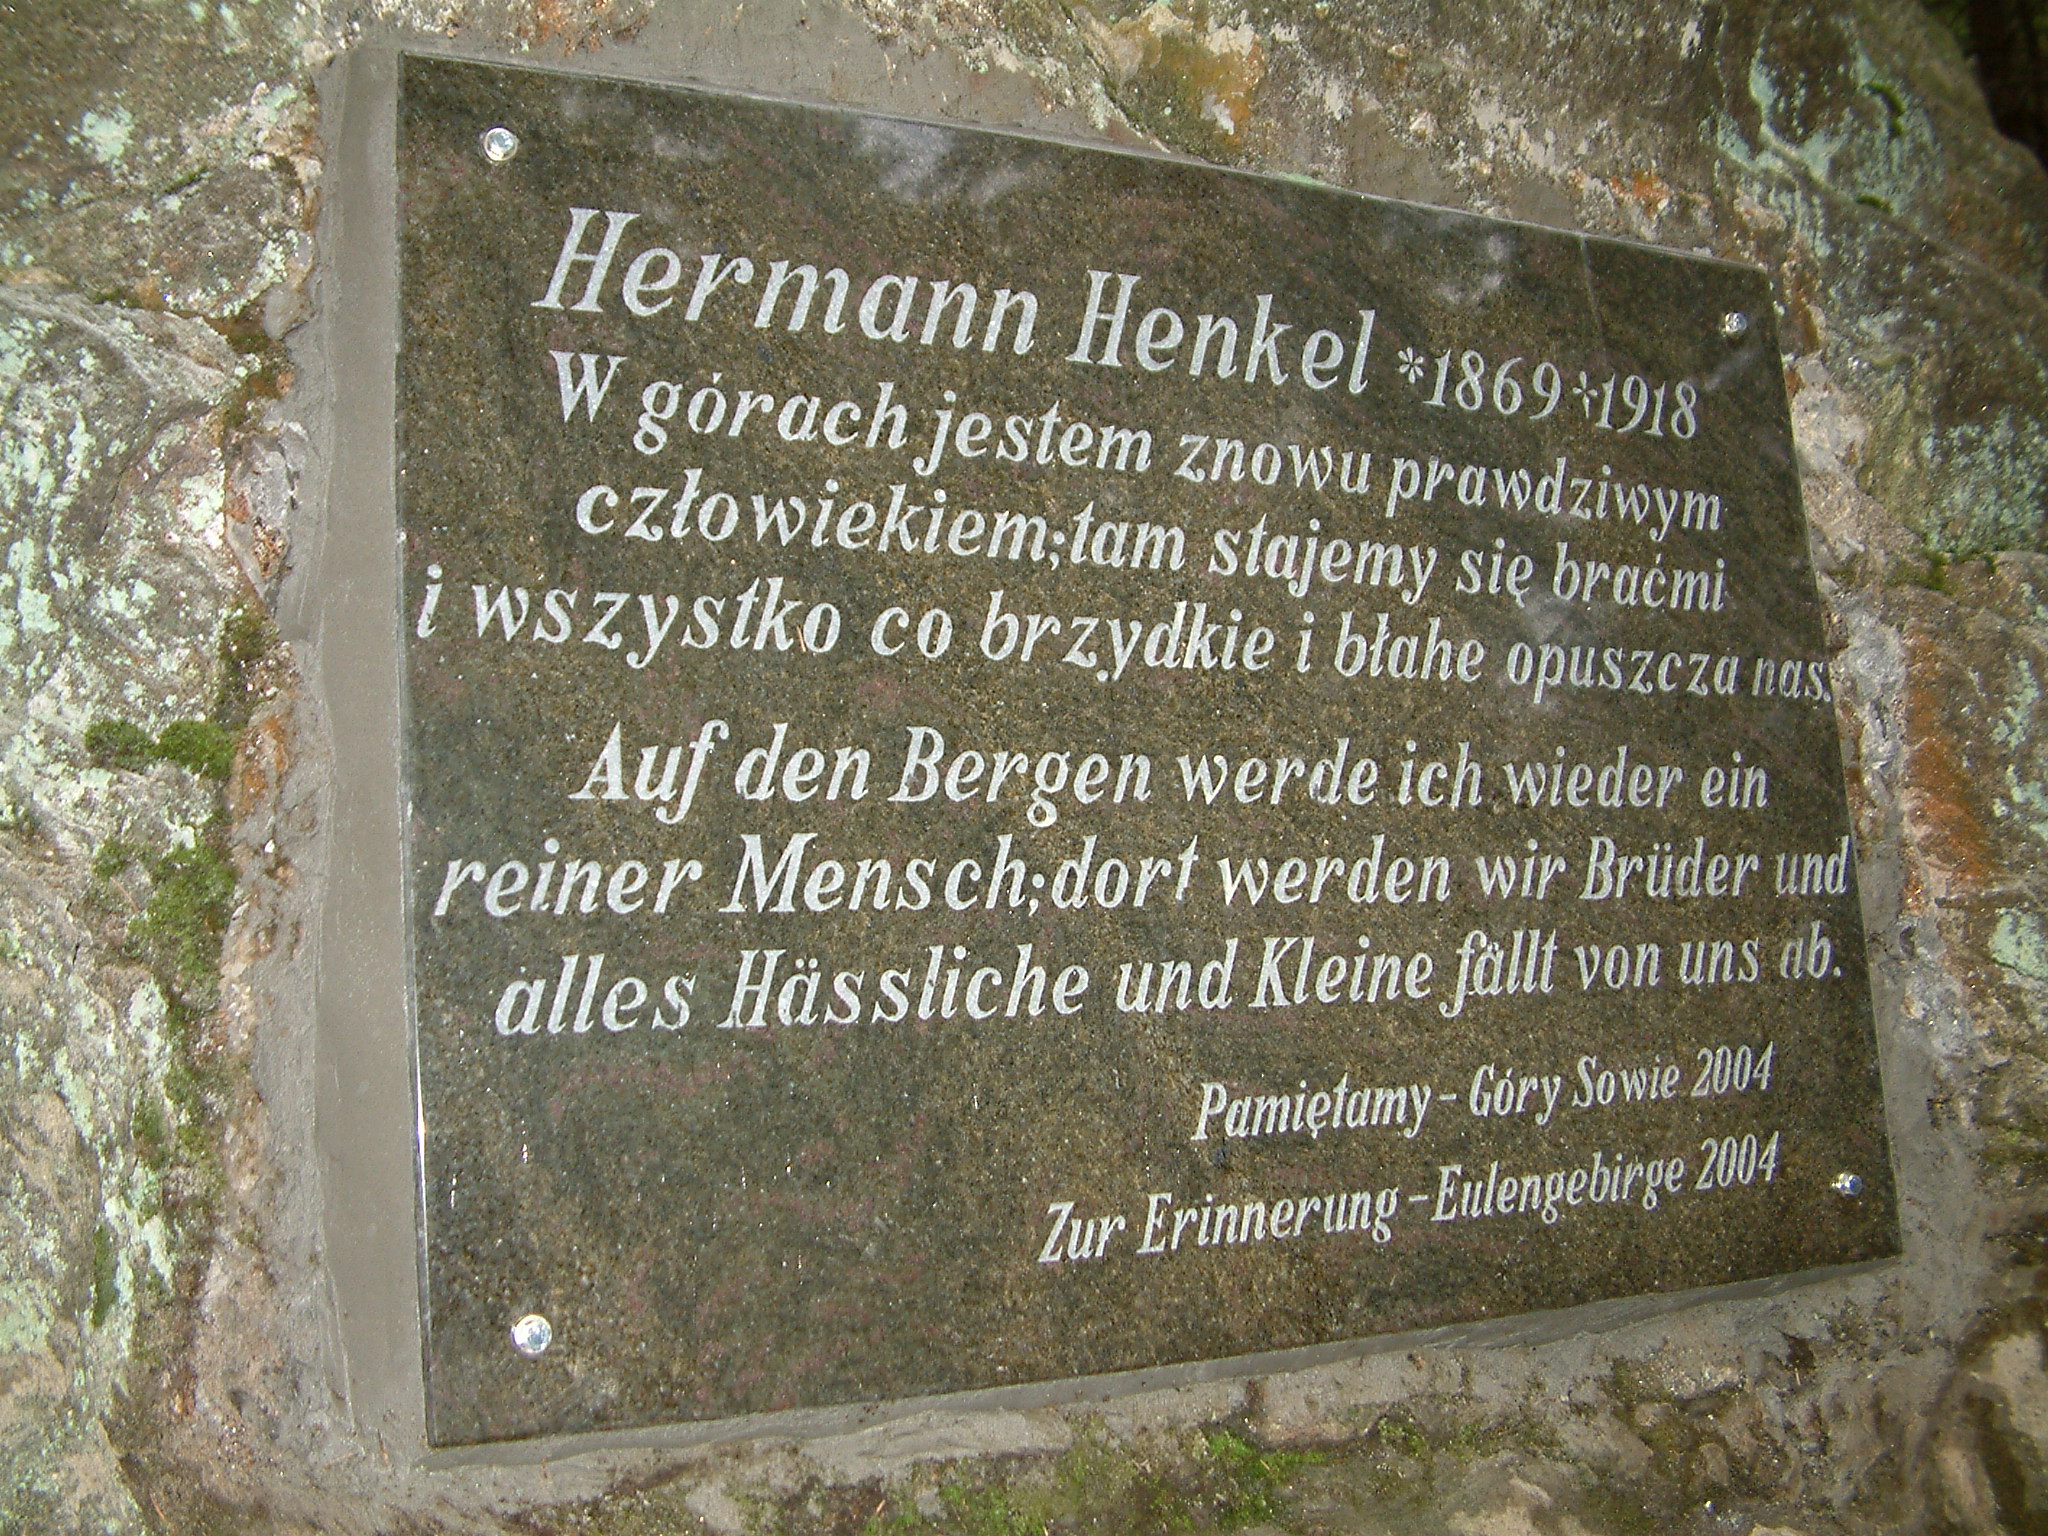 Hermann Henkel *1869 †1918
W górach jestem znowu prawdziwym
człowiekiem;tam stajemy się braćmi
i wszystko co brzydkie i błahe opuszcza nas.
Auf den Bergen werde ich wieder ein
reiner Mensch;dort werden wir Brüder und
alles Hässliche und Kleine fällt von uns ab.
Pamiętamy-Góry Sowie 2004
Zur Erinnerung-Eulengebirge 2004